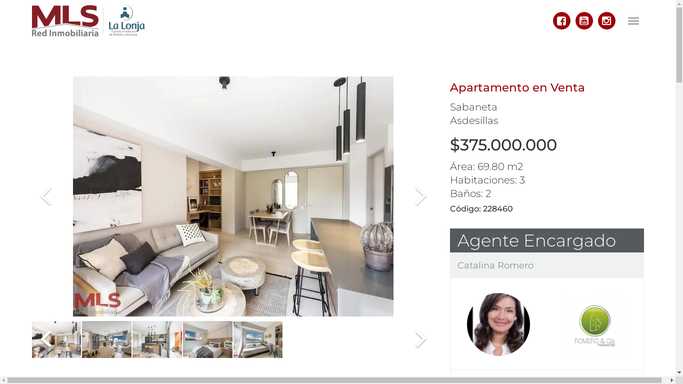 MLS
Red Inmobiliaria
La Lonja
Apartamento en Venta
Sabaneta
Asdesillas
$375.000.000
Área: 69.80 m2
Habitaciones: 3
Baños: 2
Código: 228460
Agente Encargado
Catalina Romero
MLS
ROMERO & Cía